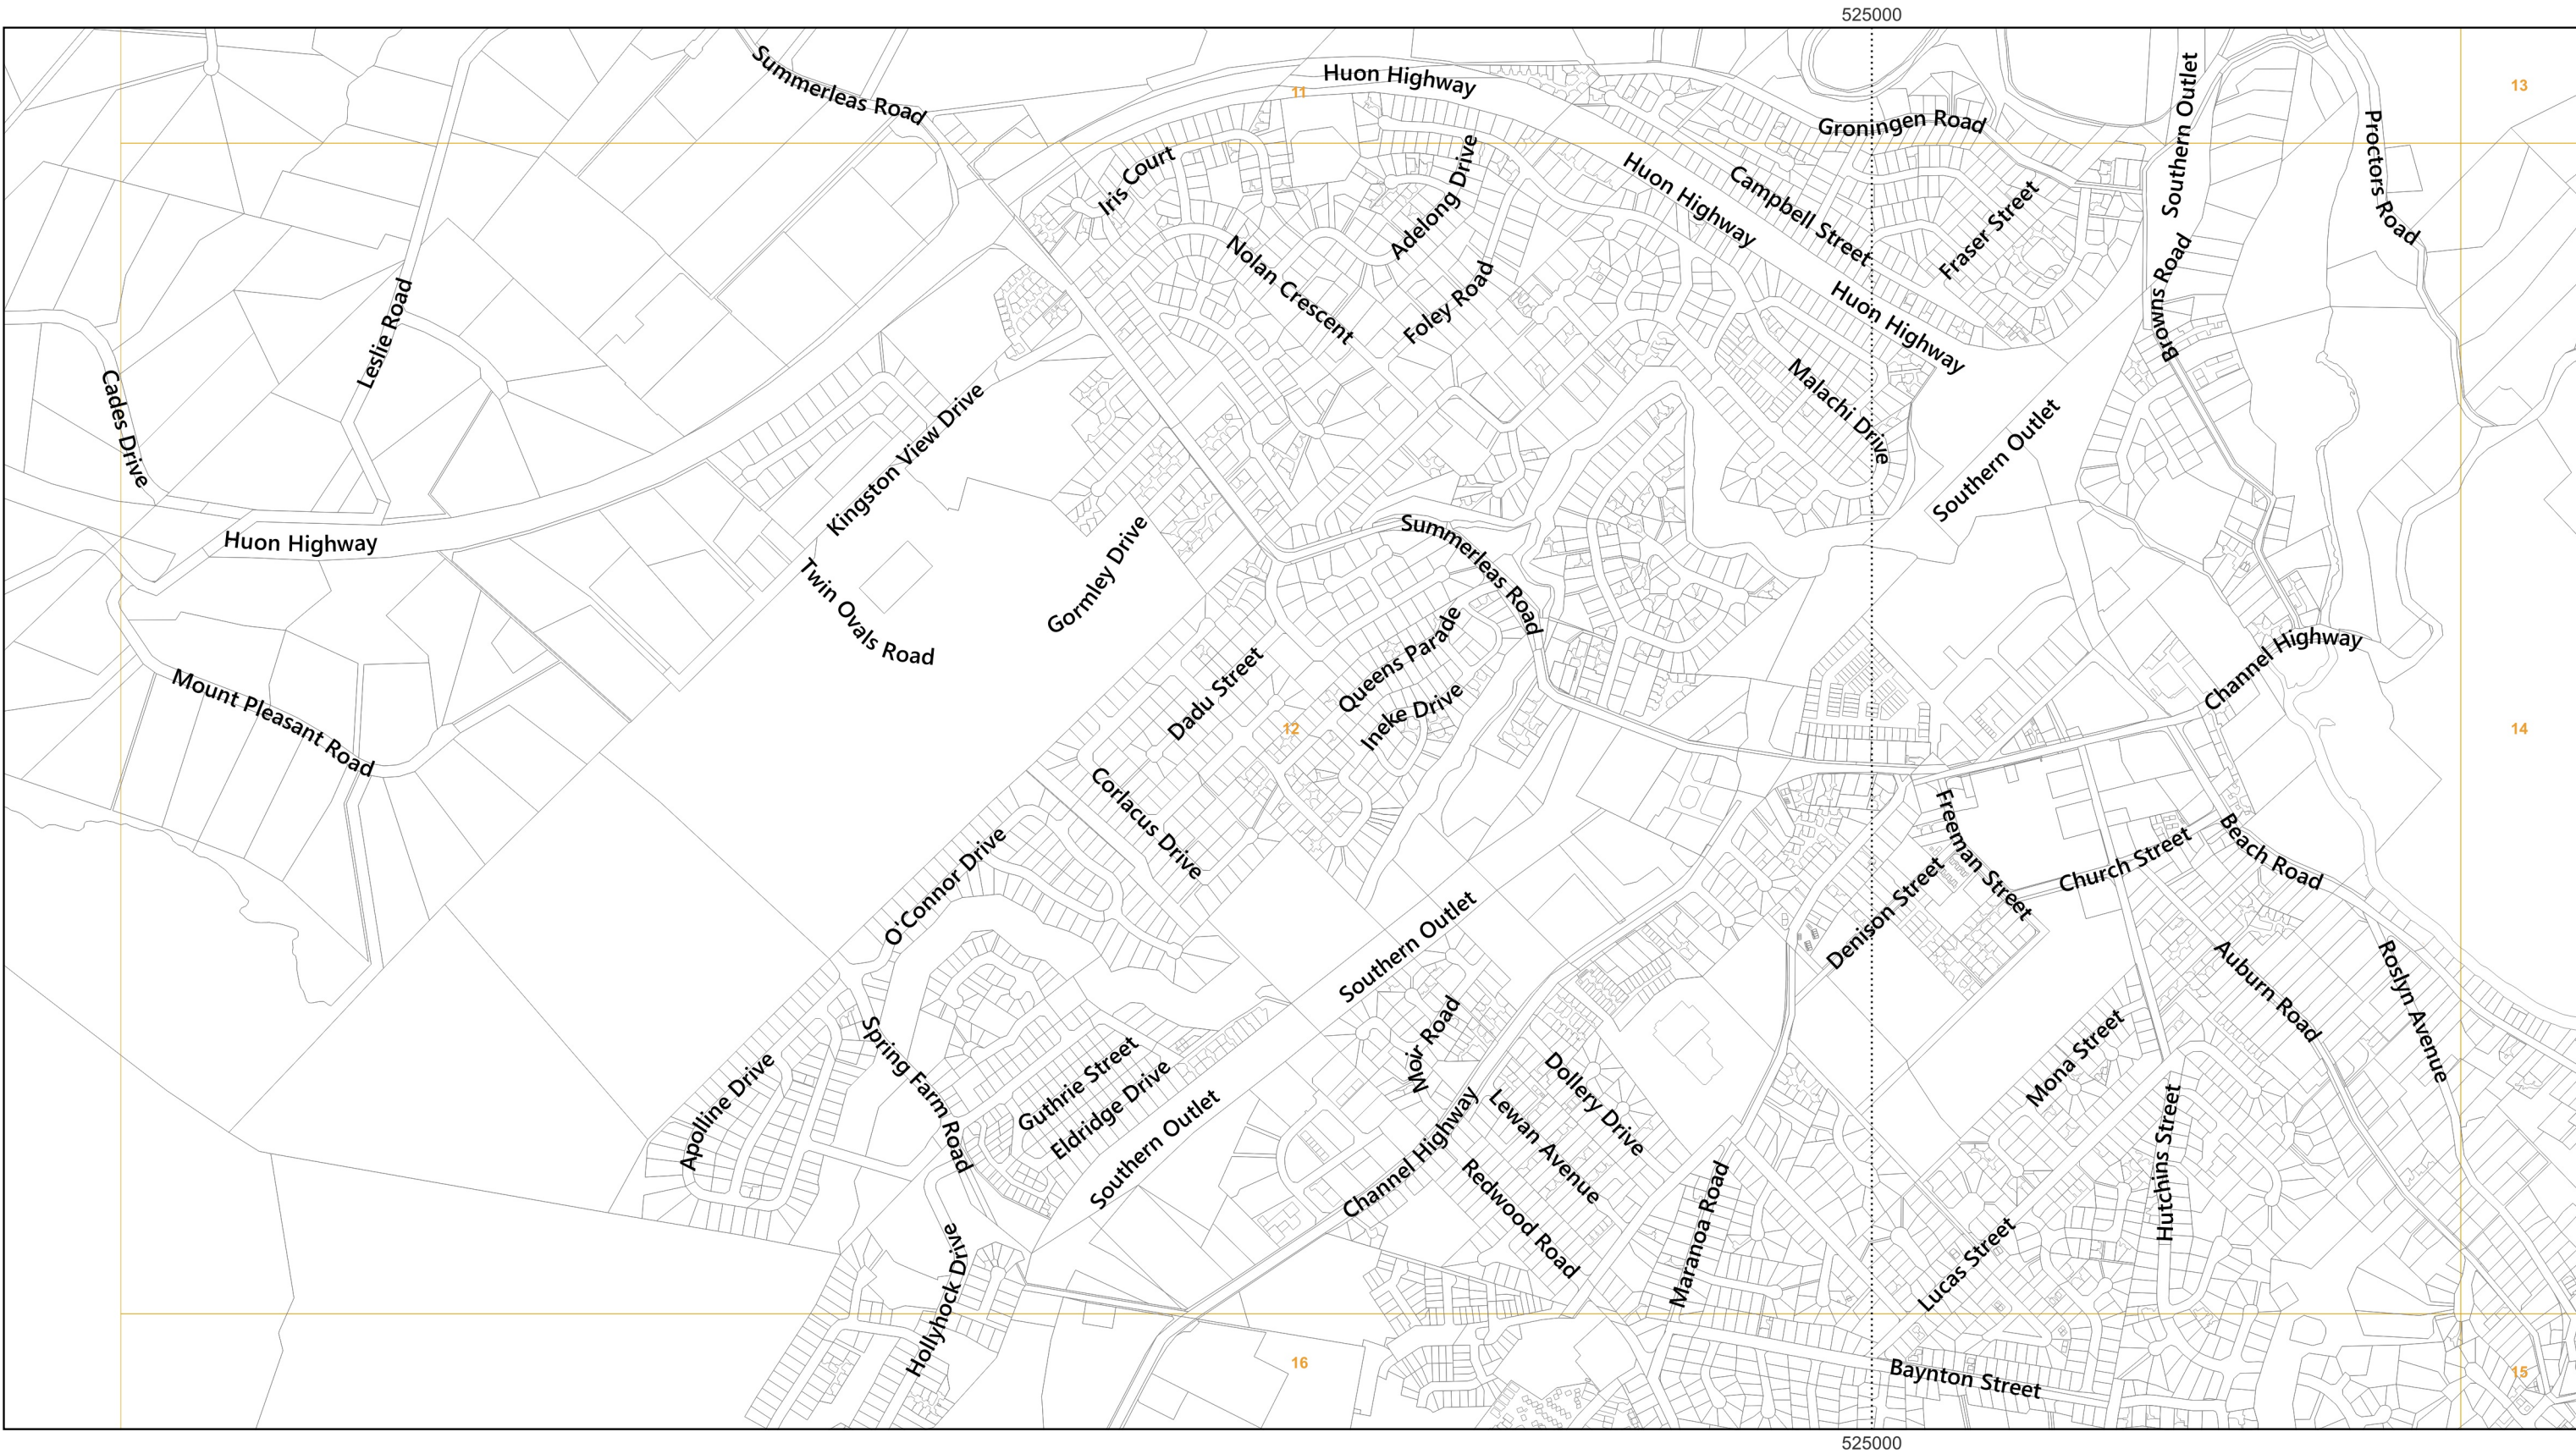 525000
Summerleas Road
Huon Highway
11
13
Southern Outlet
Groningen Road
Proctors Road
Iris Court
Adelong Drive
Huon Highway
Campbell Street
Fraser Street
Nolan Crescent
Foley Road
Browns Road
Leslie Road
Huon Highway
Cades Drive
Malachi Drive
Kingston View Drive
Southern Outlet
Huon Highway
Gormley Drive
Summerleas Road
Twin Ovals Road
Channel Highway
Mount Pleasant Road
Dadu Street
Queens Parade
Ineke Drive
12
14
Corlacus Drive
Freeman Street
Church Street
Beach Road
O'Connor Drive
Denison Street
Southern Outlet
Auburn Road
Roslyn Avenue
Spring Farm Road
Moir Road
Guthrie Street
Eldridge Drive
Apolline Drive
Southern Outlet
Dollery Drive
Mona Street
Channel Highway
Lewan Avenue
Redwood Road
Hutchins Street
Maranoa Road
Lucas Street
Hollyhock Drive
16
Baynton Street
15
525000